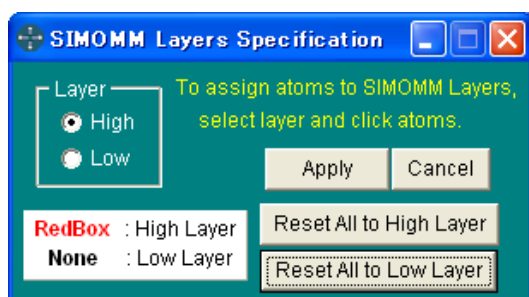 SIMOMM Layers Specification
Layer
High
Low
To assign atoms to SIMOMM Layers,
select layer and click atoms.
Apply
Cancel
RedBox : High Layer
None : Low Layer
Reset All to High Layer
Reset All to Low Layer